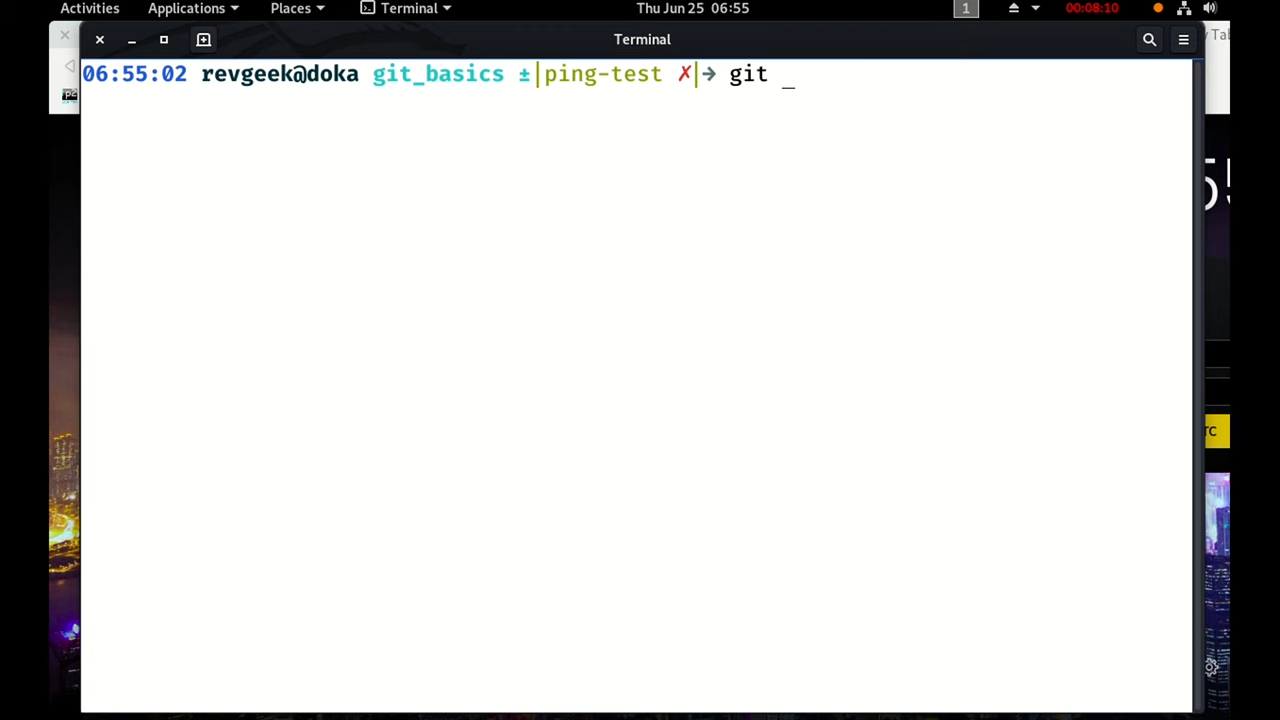 Activities Applications Places Terminal Thu Jun 25 06:55 1 00:08:10
Terminal
06:55:02 revgeek@doka git_basics ±|ping-test ✗|→ git _
TC